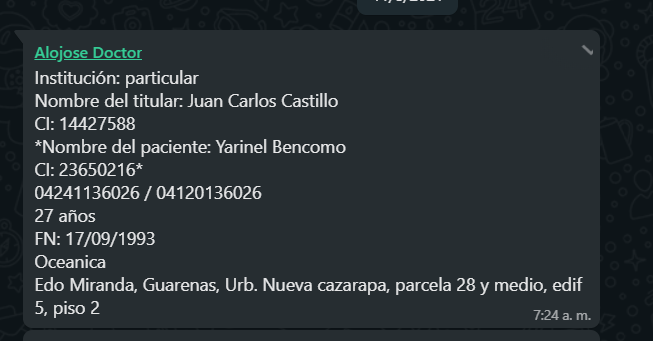 Alojose Doctor
Institución: particular
Nombre del titular: Juan Carlos Castillo
CI: 14427588
*Nombre del paciente: Yarinel Bencomo
CI: 23650216*
04241136026 / 04120136026
27 años
FN: 17/09/1993
Oceanica
Edo Miranda, Guarenas, Urb. Nueva cazarapa, parcela 28 y medio, edif
5, piso 2
7:24 a. m.